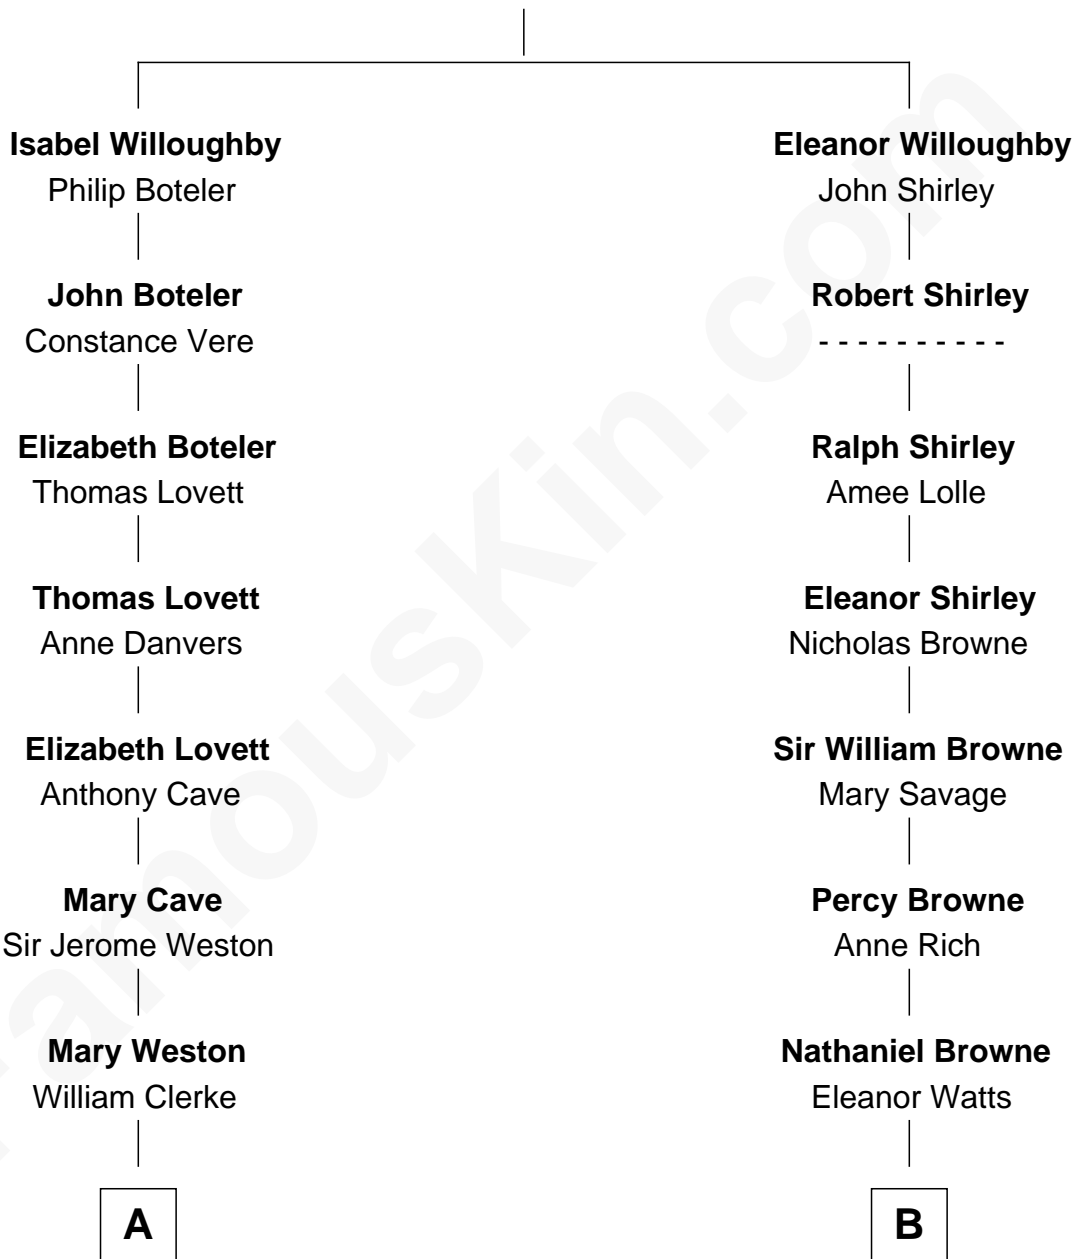 Isabel Willoughby
Philip Boteler
John Boteler
Constance Vere
Elizabeth Boteler
Thomas Lovett
Thomas Lovett
Anne Danvers
Elizabeth Lovett
Anthony Cave
Mary Cave
Sir Jerome Weston
Mary Weston
William Clerke
A
Eleanor Willoughby
John Shirley
Robert Shirley
- - - - - - - - - -
Ralph Shirley
Amee Lolle
Eleanor Shirley
Nicholas Browne
Sir William Browne
Mary Savage
Percy Browne
Anne Rich
Nathaniel Browne
Eleanor Watts
B
FamousKin.com